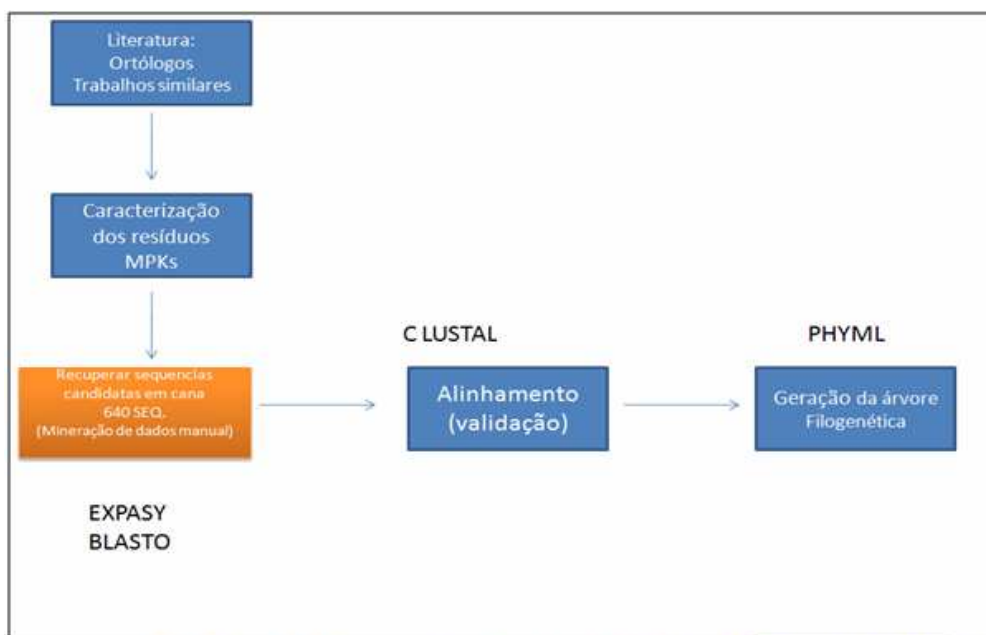 Literatura:
Ortólogos
Trabalhos similares
Caracterização
dos resíduos
MPKs
Recuperar sequencias
candidatas em cana
640 SEQ.
(Mineração de dados manual)
EXPASY
BLASTO
C LUSTAL
Alinhamento
(validação)
PHYML
Geração da árvore
Filogenética